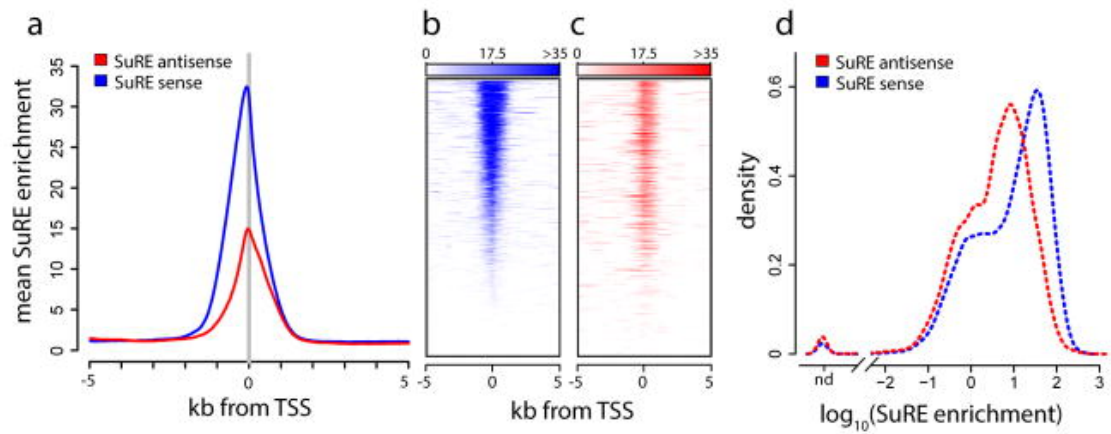 a
SuRE antisense
SuRE sense
mean SuRE enrichment
35
30
25
20
15
10
5
0
-5
0
5
kb from TSS
b
0 17.5 >35
-5 0 5
c
0 17.5 >35
-5 0 5
kb from TSS
d
SuRE antisense
SuRE sense
density
0.6
0.4
0.2
0
nd -2 -1 0 1 2 3
log10(SuRE enrichment)